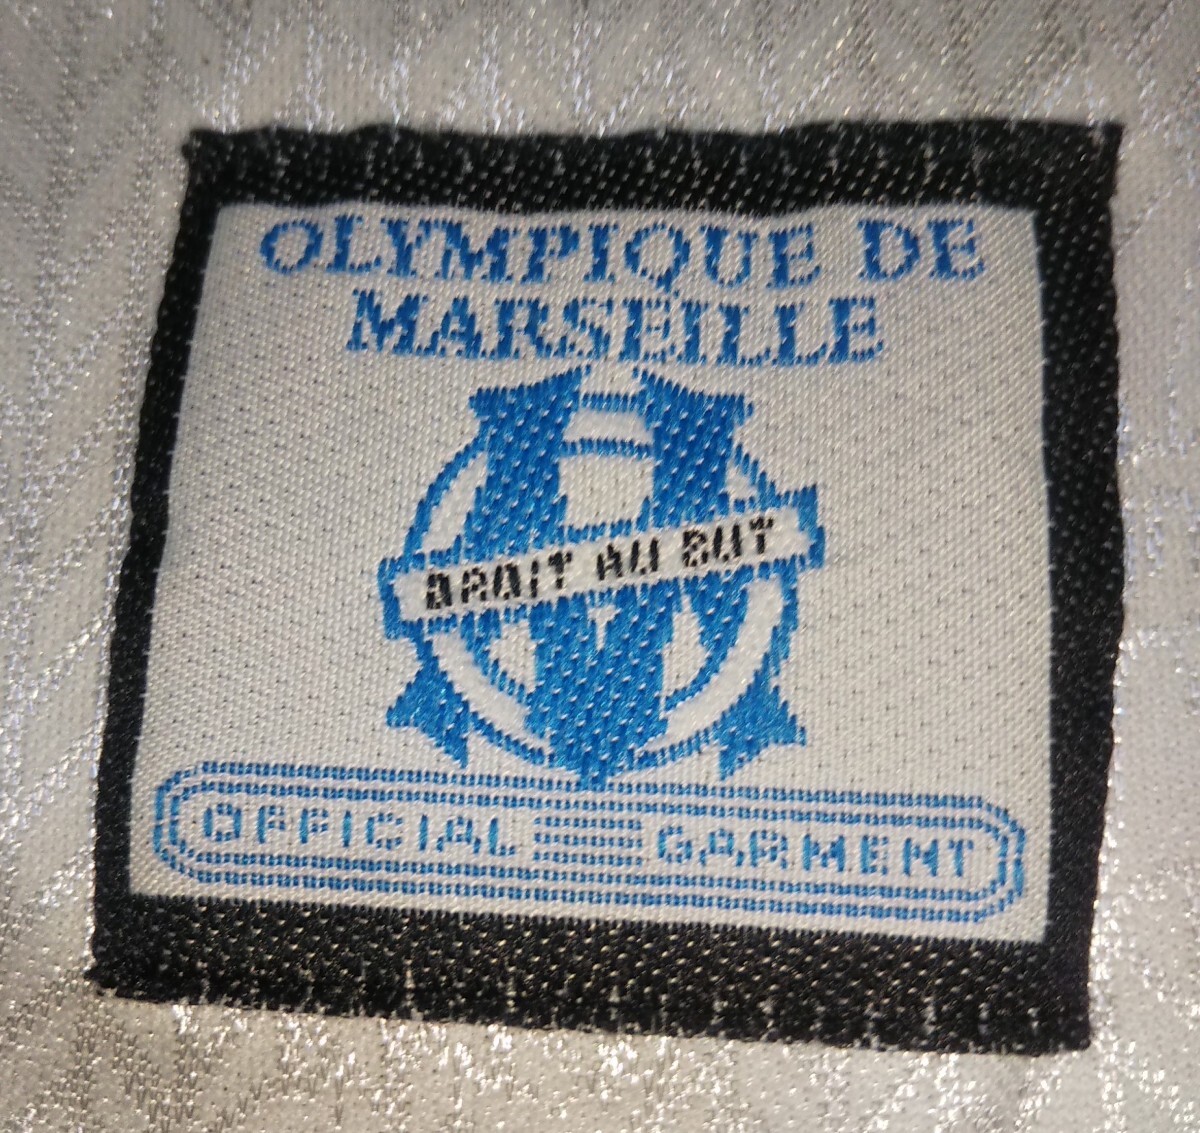 OLYMPIQUE DE
MARSEILLE
DROIT AU BUT
OFFICIAL GARMENT